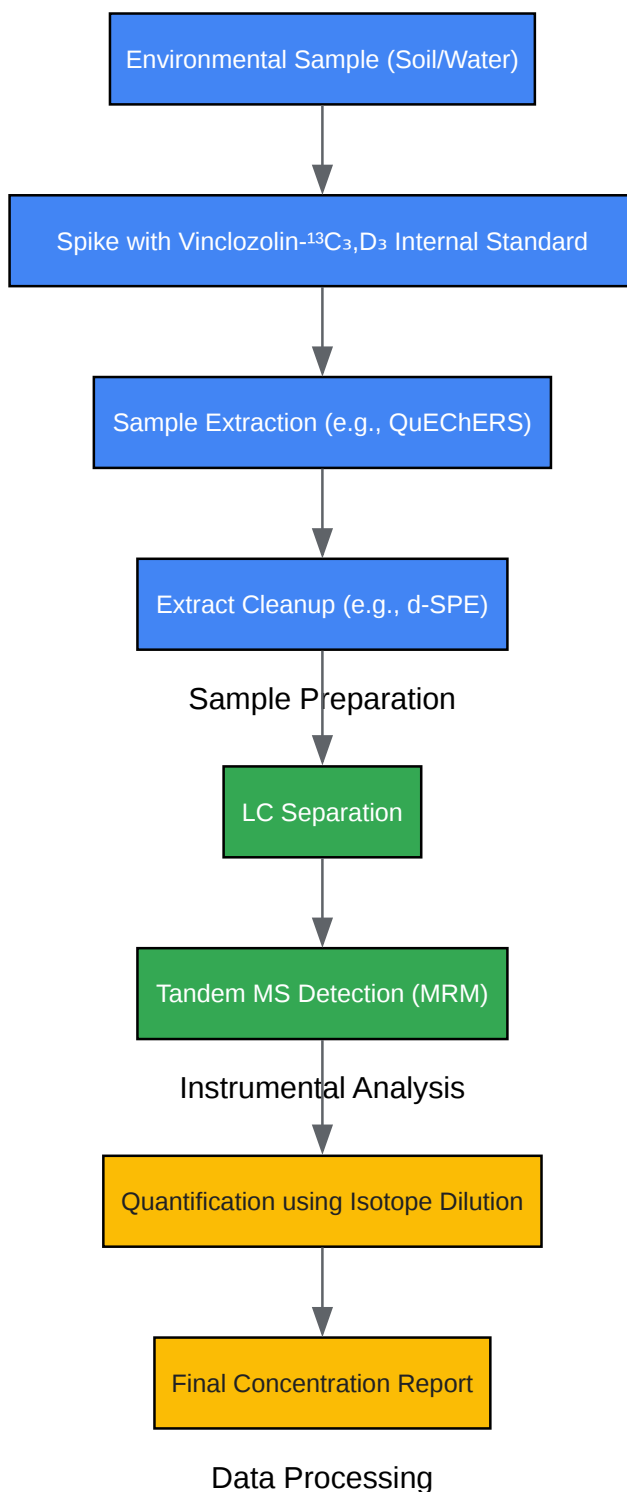 Environmental Sample (Soil/Water)
Spike with Vinclozolin-¹³C₃,D₃ Internal Standard
Sample Extraction (e.g., QuEChERS)
Extract Cleanup (e.g., d-SPE)
Sample Preparation
LC Separation
Tandem MS Detection (MRM)
Instrumental Analysis
Quantification using Isotope Dilution
Final Concentration Report
Data Processing